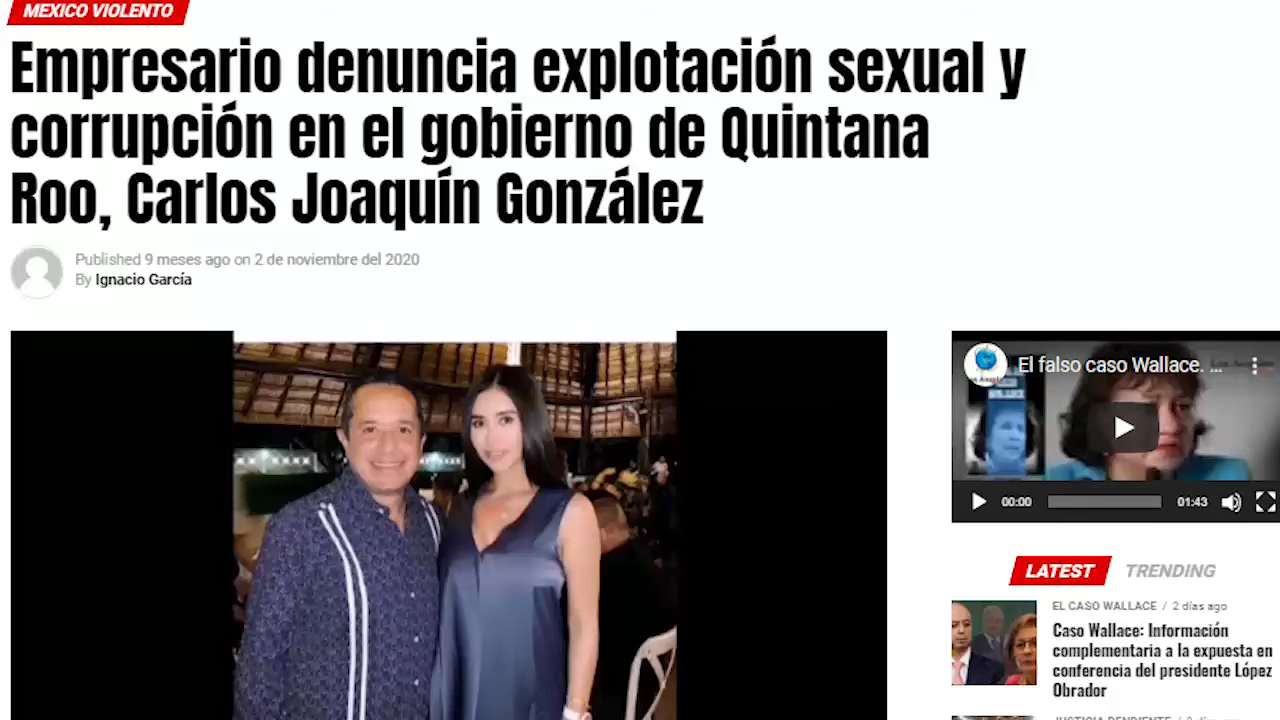 MEXICO VIOLENTO
Empresario denuncia explotación sexual y
corrupción en el gobierno de Quintana
Roo, Carlos Joaquín González
Published 9 meses ago on 2 de noviembre del 2020
By Ignacio García
El falso caso Wallace. ...
00:00
01:43
LATEST
TRENDING
EL CASO WALLACE / 2 días ago
Caso Wallace: Información
complementaria a la expuesta en
conferencia del presidente López
Obrador